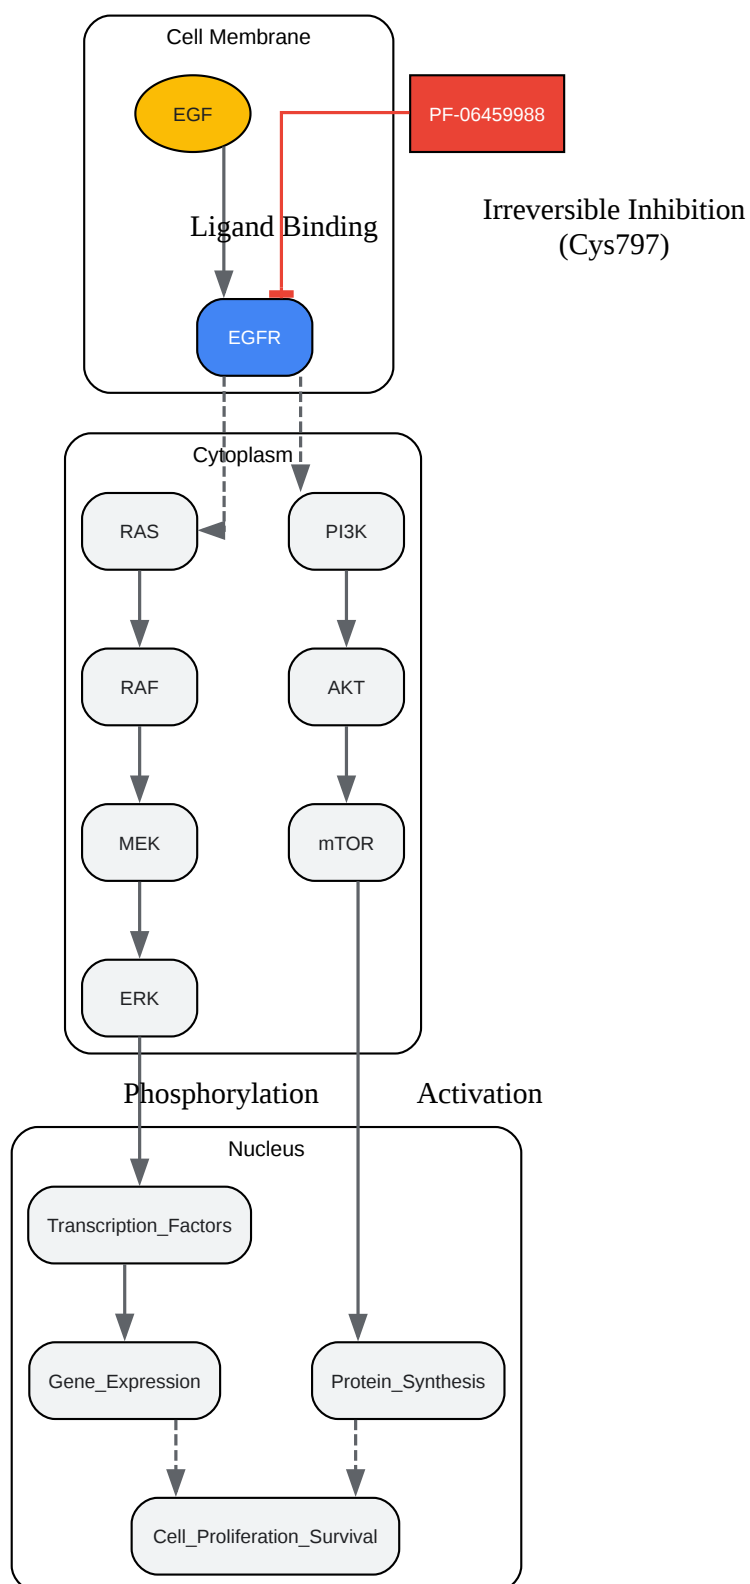 Cell Membrane
EGF
PF-06459988
Ligand Binding
Irreversible Inhibition
(Cys797)
EGFR
Cytoplasm
RAS
PI3K
RAF
AKT
MEK
mTOR
ERK
Phosphorylation
Activation
Nucleus
Transcription_Factors
Gene_Expression
Protein_Synthesis
Cell_Proliferation_Survival